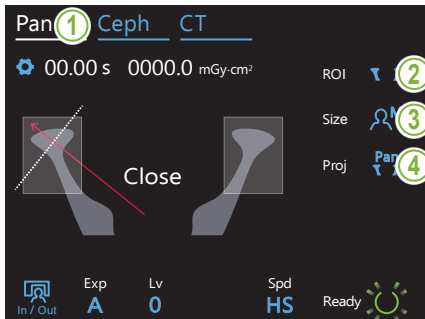 Pan 1 Ceph CT
00.00 s 0000.0 mGy·cm²
ROI 2
Size M 3
Close
Proj Pan 4
In / Out
Exp A
Lv 0
Spd HS
Ready